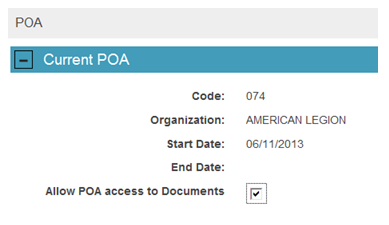 POA
Current POA
Code: 074
Organization: AMERICAN LEGION
Start Date: 06/11/2013
End Date:
Allow POA access to Documents